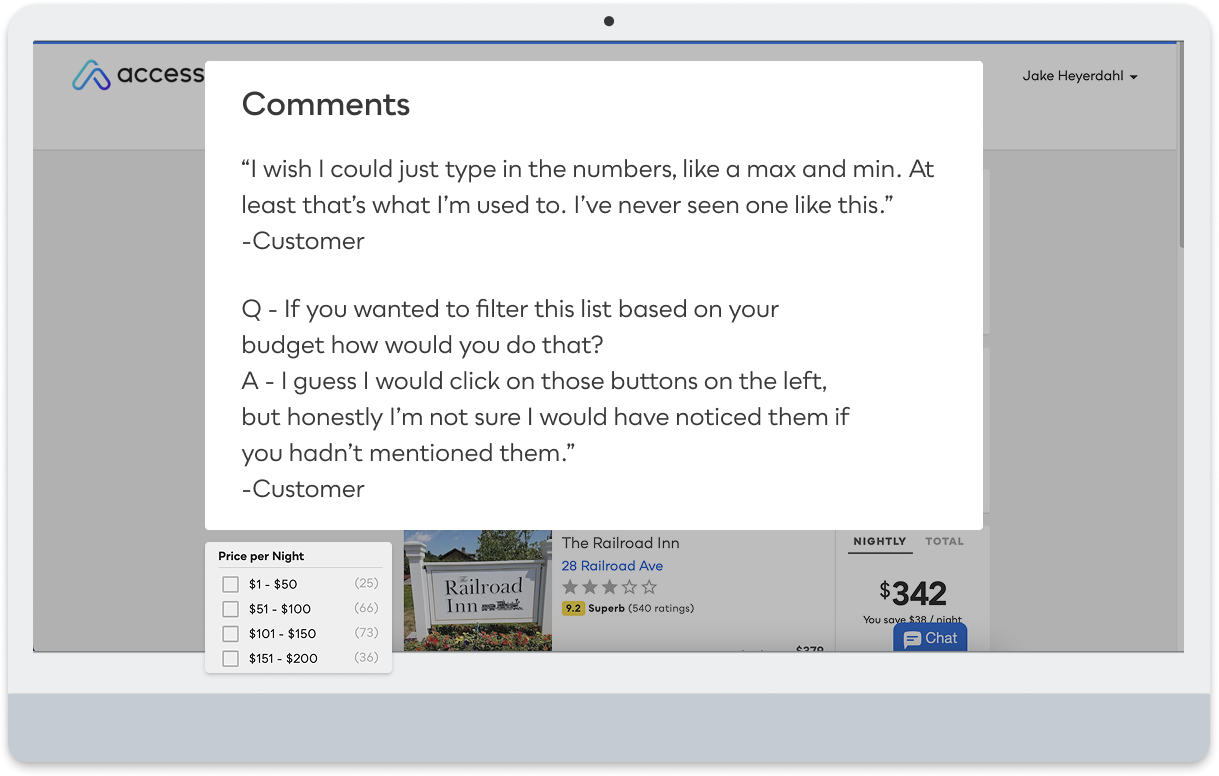 access
Jake Heyerdahl
Comments
“I wish I could just type in the numbers, like a max and min. At
least that’s what I’m used to. I’ve never seen one like this.”
-Customer
Q - If you wanted to filter this list based on your
budget how would you do that?
A - I guess I would click on those buttons on the left,
but honestly I’m not sure I would have noticed them if
you hadn’t mentioned them.”
-Customer
Price per Night
$1 - $50 (25)
$51 - $100 (66)
$101 - $150 (73)
$151 - $200 (36)
The Railroad
Inn
The Railroad Inn
28 Railroad Ave
9.2 Superb (540 ratings)
NIGHTLY TOTAL
$342
You save $38 / night
$379
Chat